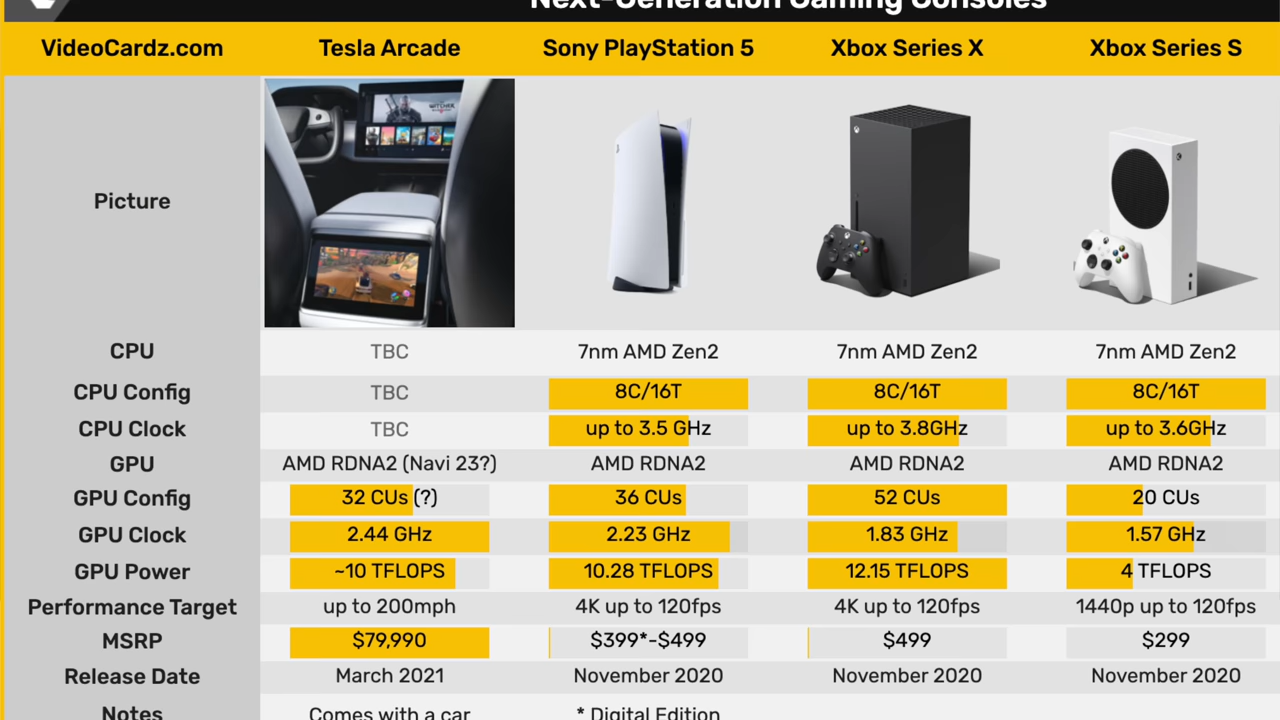 Next-Generation Gaming Consoles
VideoCardz.com Tesla Arcade Sony PlayStation 5 Xbox Series X Xbox Series S
WITCHER
Picture
CPU TBC 7nm AMD Zen2 7nm AMD Zen2 7nm AMD Zen2
CPU Config TBC 8C/16T 8C/16T 8C/16T
CPU Clock TBC up to 3.5 GHz up to 3.8GHz up to 3.6GHz
GPU AMD RDNA2 (Navi 23?) AMD RDNA2 AMD RDNA2 AMD RDNA2
GPU Config 32 CUs (?) 36 CUs 52 CUs 20 CUs
GPU Clock 2.44 GHz 2.23 GHz 1.83 GHz 1.57 GHz
GPU Power ~10 TFLOPS 10.28 TFLOPS 12.15 TFLOPS 4 TFLOPS
Performance Target up to 200mph 4K up to 120fps 4K up to 120fps 1440p up to 120fps
MSRP $79,990 $399*-$499 $499 $299
Release Date March 2021 November 2020 November 2020 November 2020
Notes Comes with a car * Digital Edition